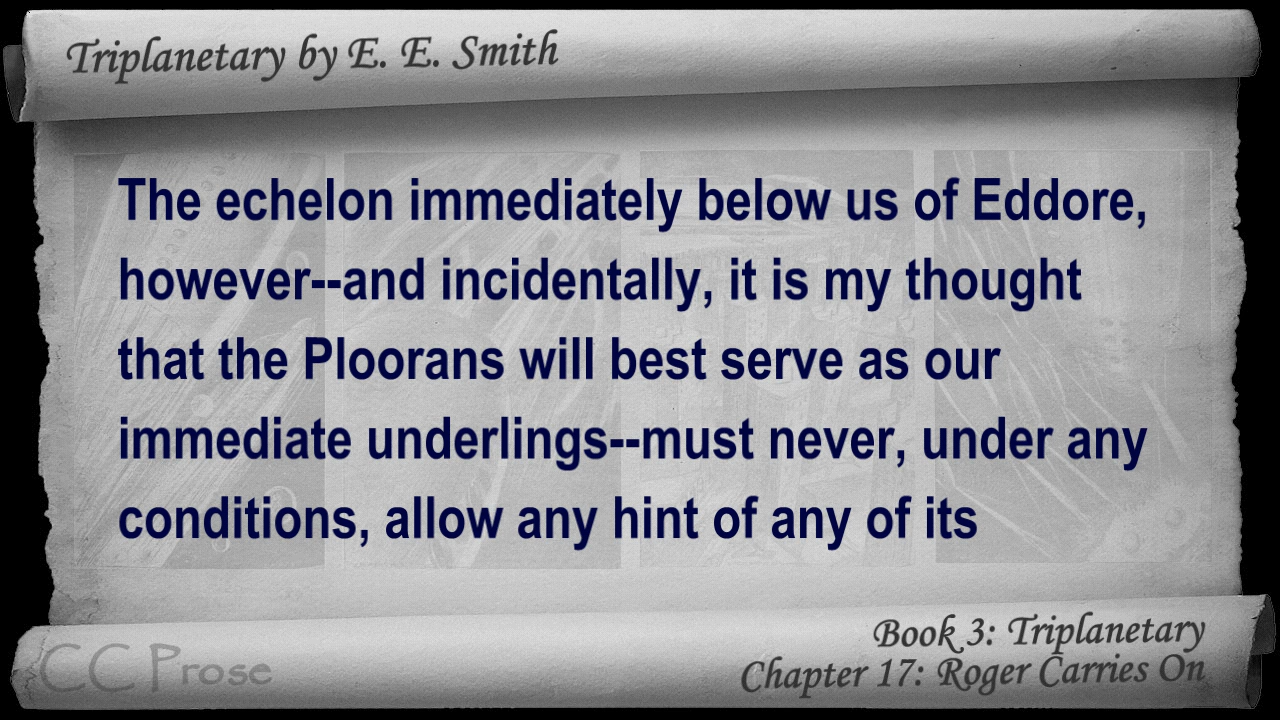 Triplanetary by E. E. Smith
The echelon immediately below us of Eddore,
however--and incidentally, it is my thought
that the Ploorans will best serve as our
immediate underlings--must never, under any
conditions, allow any hint of any of its
Book 3: Triplanetary
Chapter 17: Roger Carries On
CC Prose